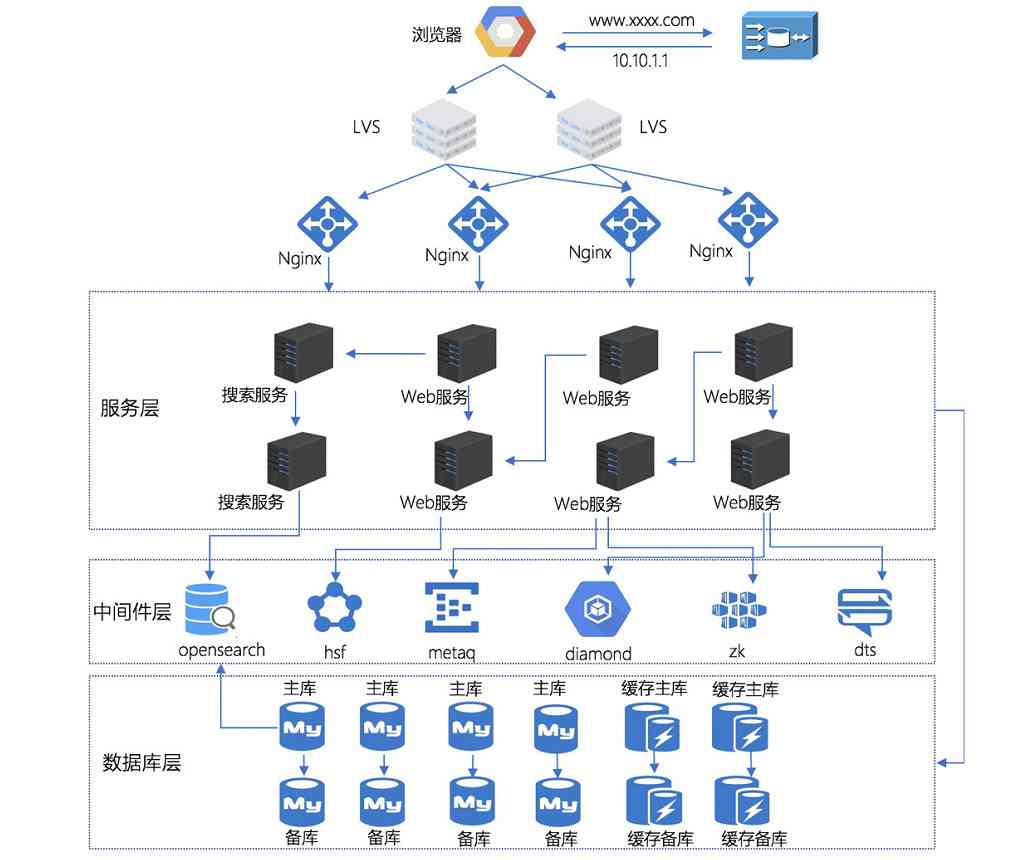 浏览器
www.xxxx.com
10.10.1.1
LVS
LVS
Nginx
Nginx
Nginx
Nginx
服务层
搜索服务
Web服务
Web服务
Web服务
搜索服务
Web服务
Web服务
Web服务
中间件层
opensearch
hsf
metaq
diamond
zk
dts
数据库层
主库
主库
主库
主库
缓存主库
缓存主库
My
My
My
My
My
My
My
My
备库
备库
备库
备库
缓存备库
缓存备库